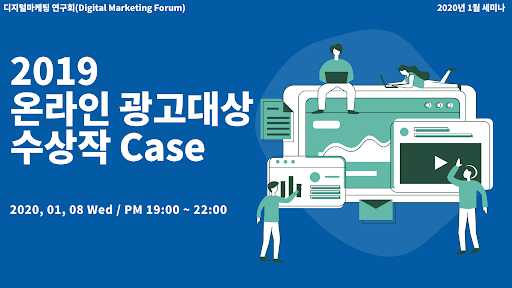 디지털마케팅 연구회(Digital Marketing Forum)
2020년 1월 세미나
2019
온라인 광고대상
수상작 Case
2020, 01, 08 Wed / PM 19:00 ~ 22:00